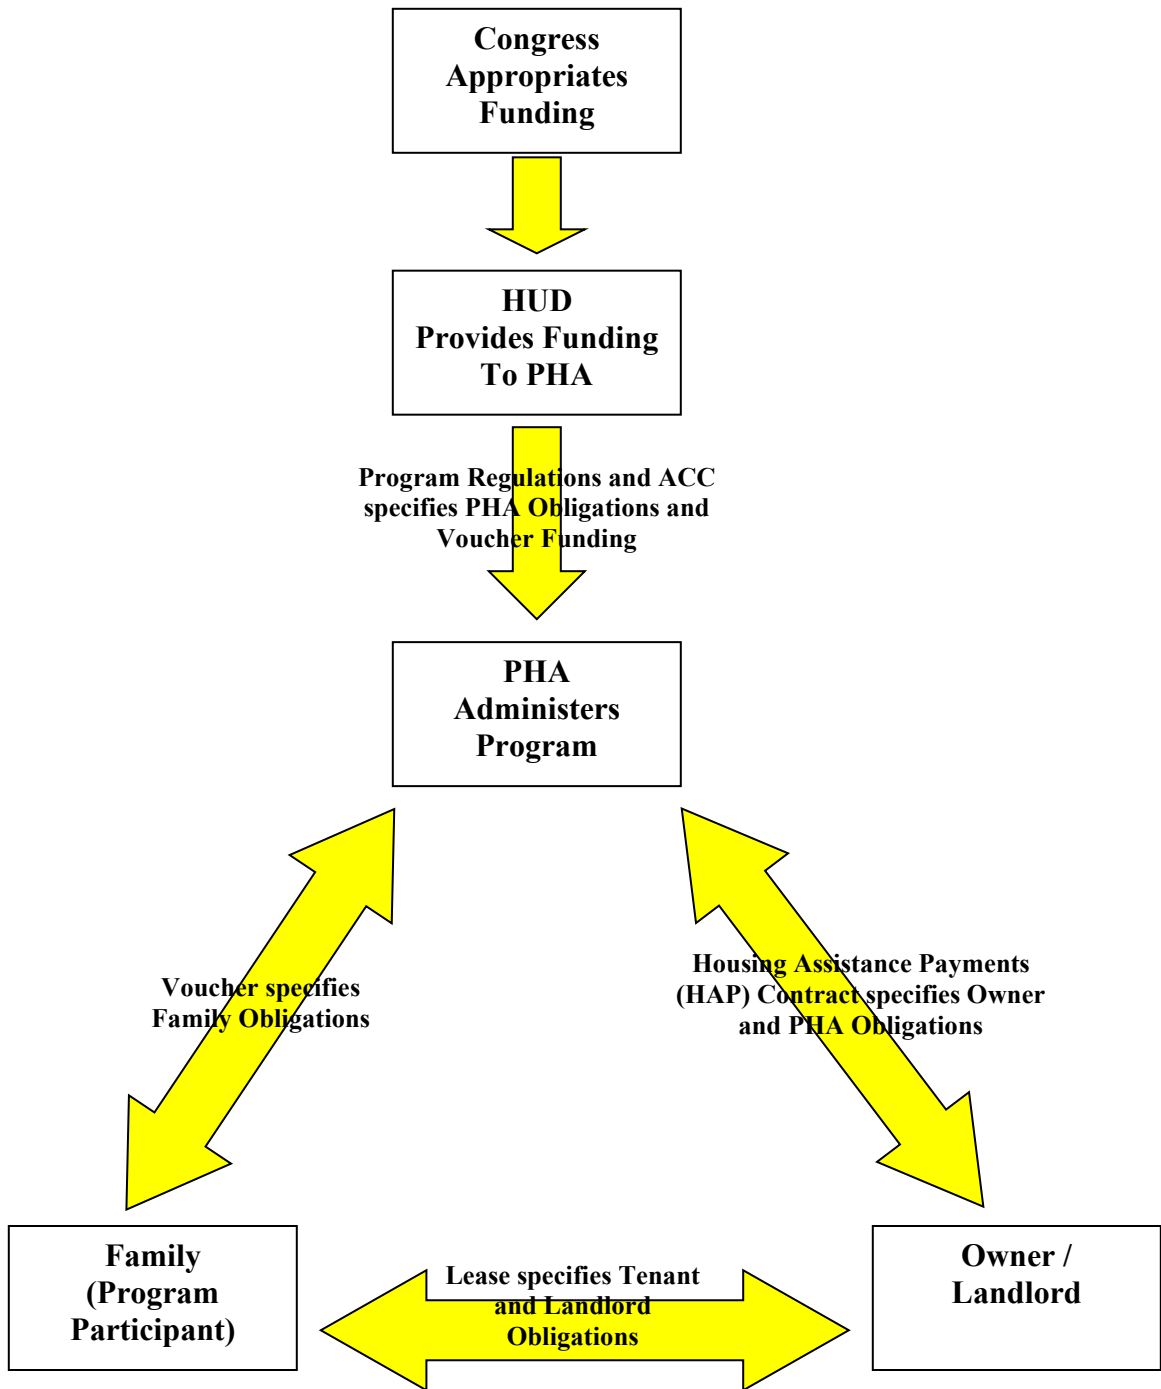 Congress
Appropriates
Funding
HUD
Provides Funding
To PHA
Program Regulations and ACC
specifies PHA Obligations and
Voucher Funding
PHA
Administers
Program
Voucher specifies
Family Obligations
Housing Assistance Payments
(HAP) Contract specifies Owner
and PHA Obligations
Family
(Program
Participant)
Lease specifies Tenant
and Landlord
Obligations
Owner /
Landlord